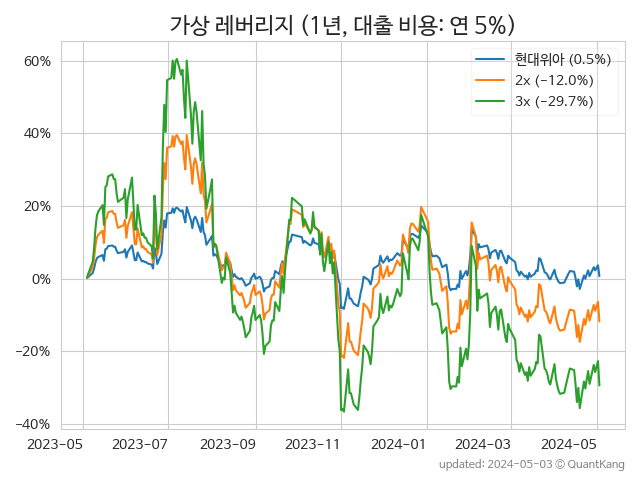 가상 레버리지 (1년, 대출 비용: 연 5%)
현대위아 (0.5%)
2x (−12.0%)
3x (−29.7%)
60%
40%
20%
0%
−20%
−40%
2023-05 2023-07 2023-09 2023-11 2024-01 2024-03 2024-05
updated: 2024-05-03 © QuantKang